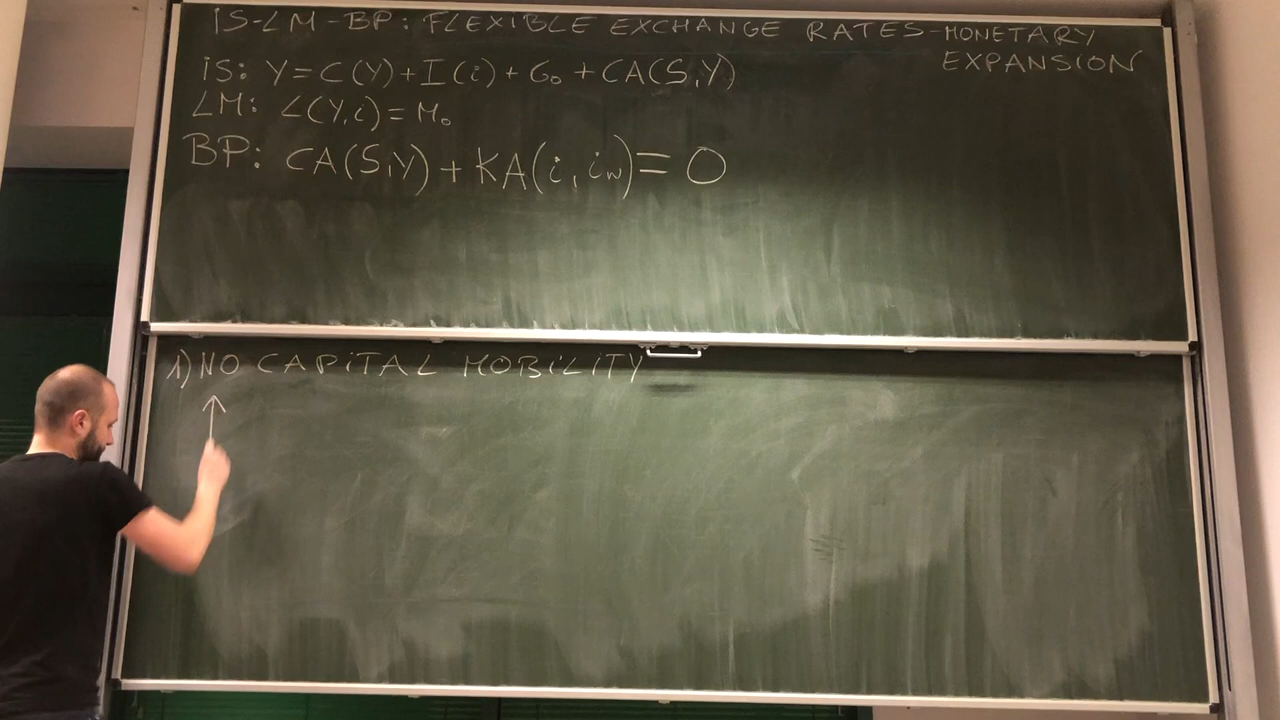 IS-LM-BP: FLEXIBLE EXCHANGE RATES-MONETARY
EXPANSION
IS: Y=C(Y)+I(i)+G₀+CA(S,Y)
LM: L(Y,i)=M₀
BP: CA(S,Y)+KA(i,i_w)=0
1) NO CAPITAL MOBILITY